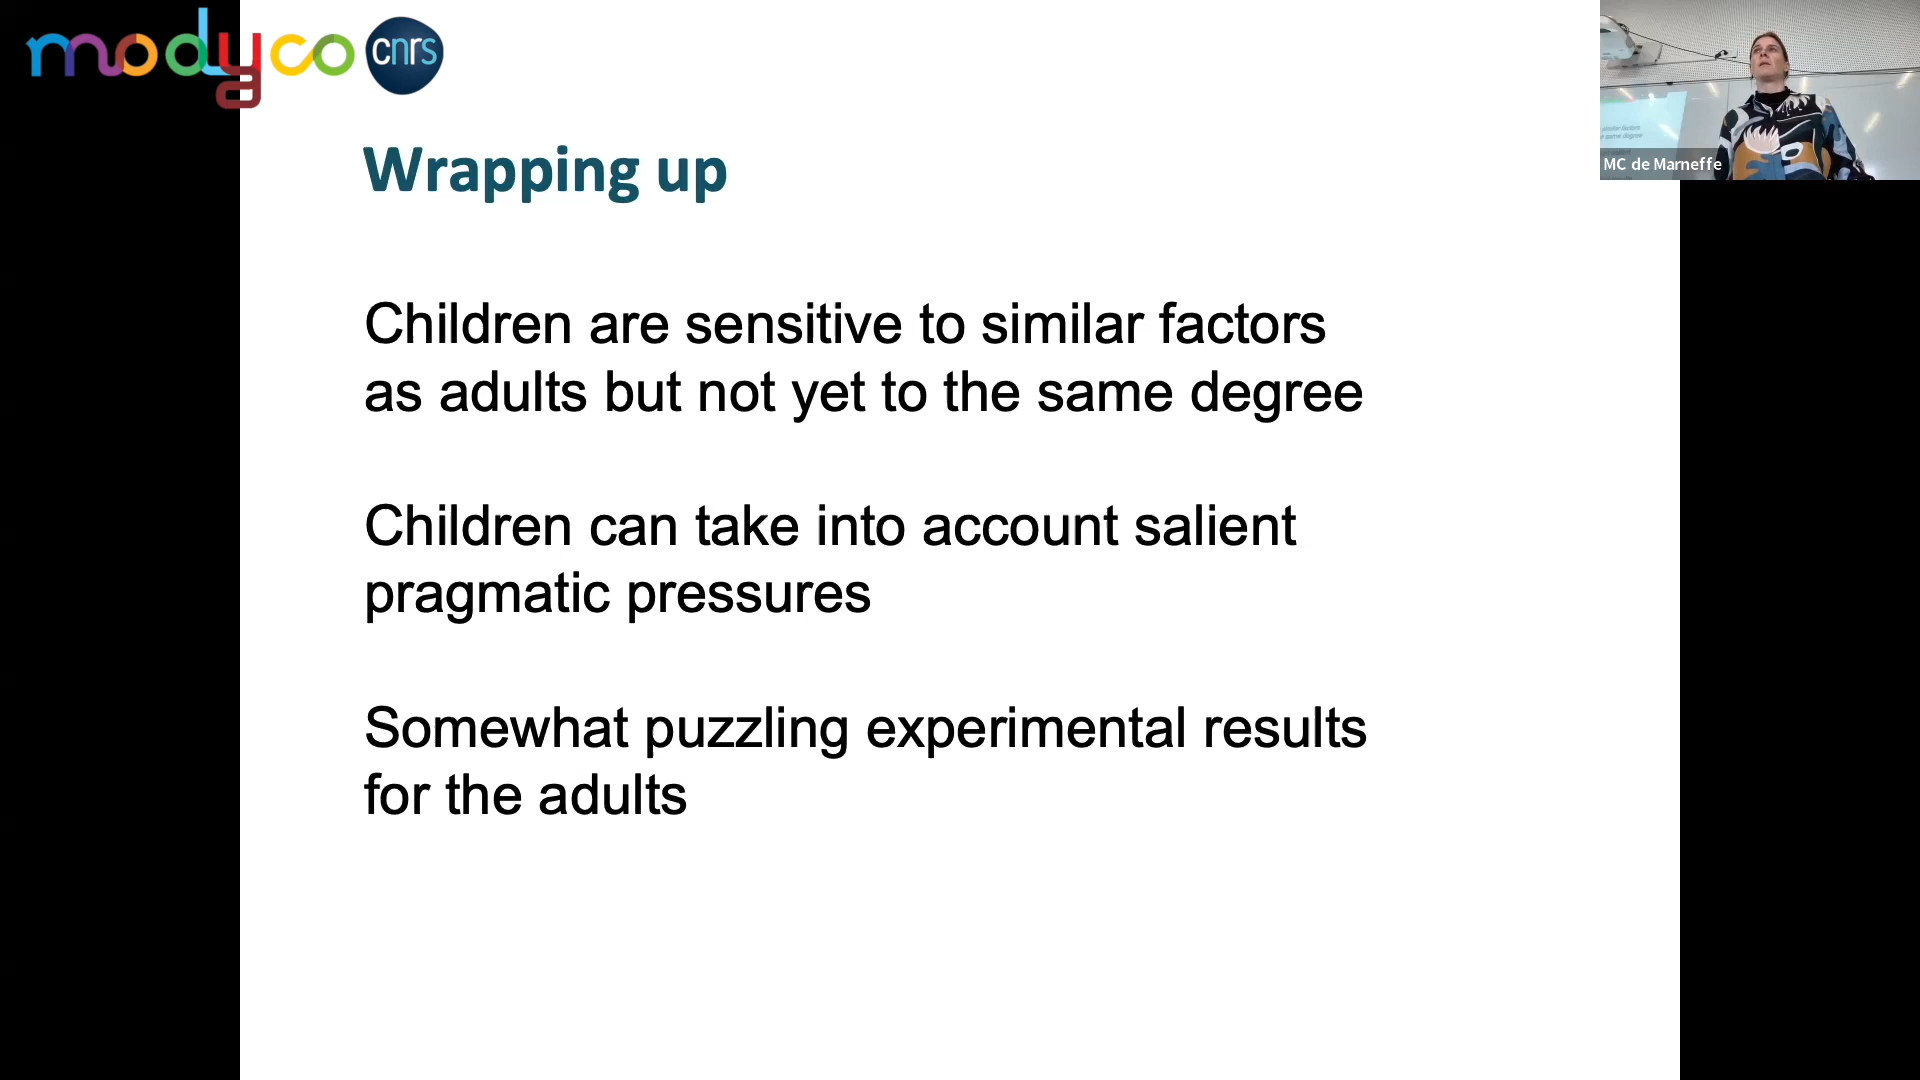 modyco cnrs
MC de Marneffe
Wrapping up
Children are sensitive to similar factors
as adults but not yet to the same degree
Children can take into account salient
pragmatic pressures
Somewhat puzzling experimental results
for the adults